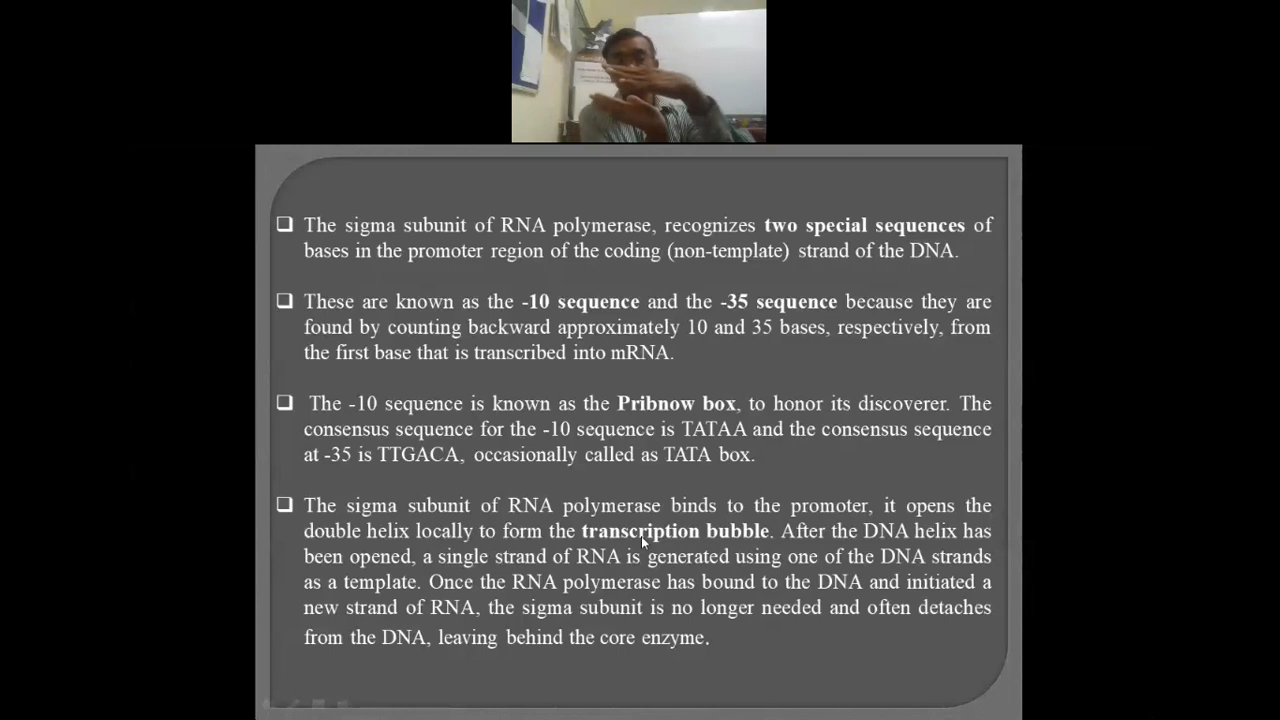 ❑ The sigma subunit of RNA polymerase, recognizes two special sequences of
bases in the promoter region of the coding (non-template) strand of the DNA.
❑ These are known as the -10 sequence and the -35 sequence because they are
found by counting backward approximately 10 and 35 bases, respectively, from
the first base that is transcribed into mRNA.
❑ The -10 sequence is known as the Pribnow box, to honor its discoverer. The
consensus sequence for the -10 sequence is TATAA and the consensus sequence
at -35 is TTGACA, occasionally called as TATA box.
❑ The sigma subunit of RNA polymerase binds to the promoter, it opens the
double helix locally to form the transcription bubble. After the DNA helix has
been opened, a single strand of RNA is generated using one of the DNA strands
as a template. Once the RNA polymerase has bound to the DNA and initiated a
new strand of RNA, the sigma subunit is no longer needed and often detaches
from the DNA, leaving behind the core enzyme.